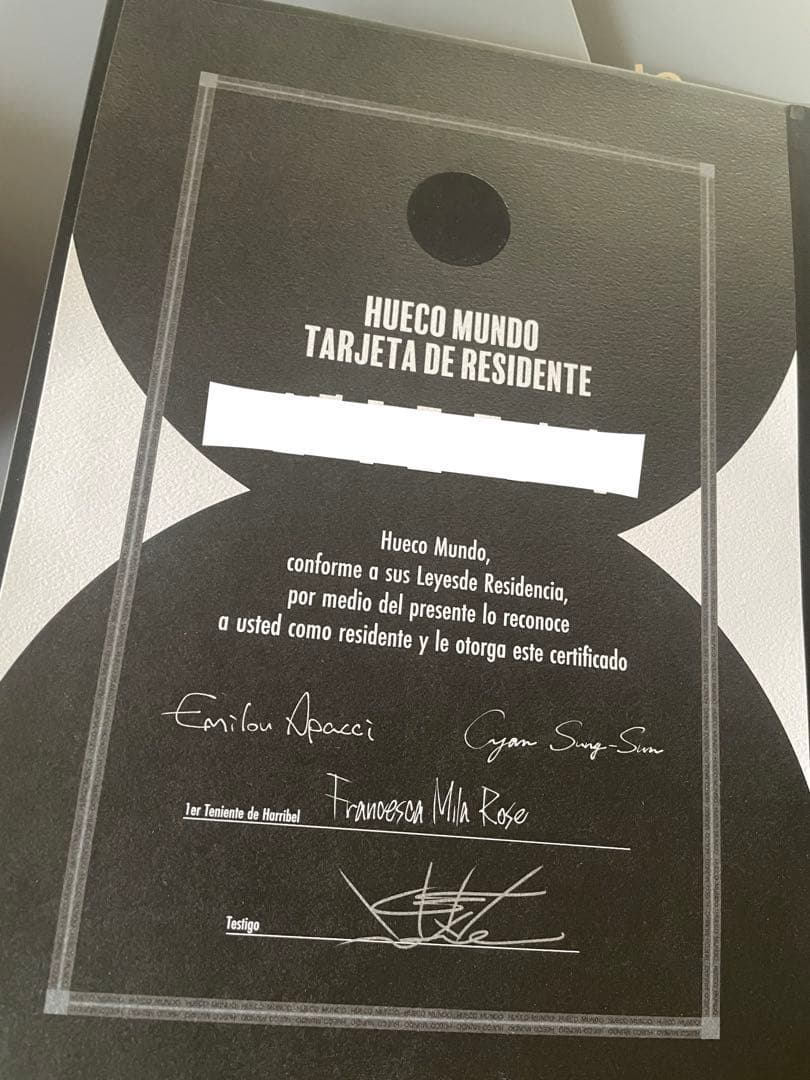 HUECO MUNDO
TARJETA DE RESIDENTE
Hueco Mundo,
conforme a sus Leyesde Residencia,
por medio del presente lo reconoce
a usted como residente y le otorga este certificado
Emilou Apacci Cyan Sung-Sun
1er Teniente de Harribel Francesca Mila Rose
Testigo